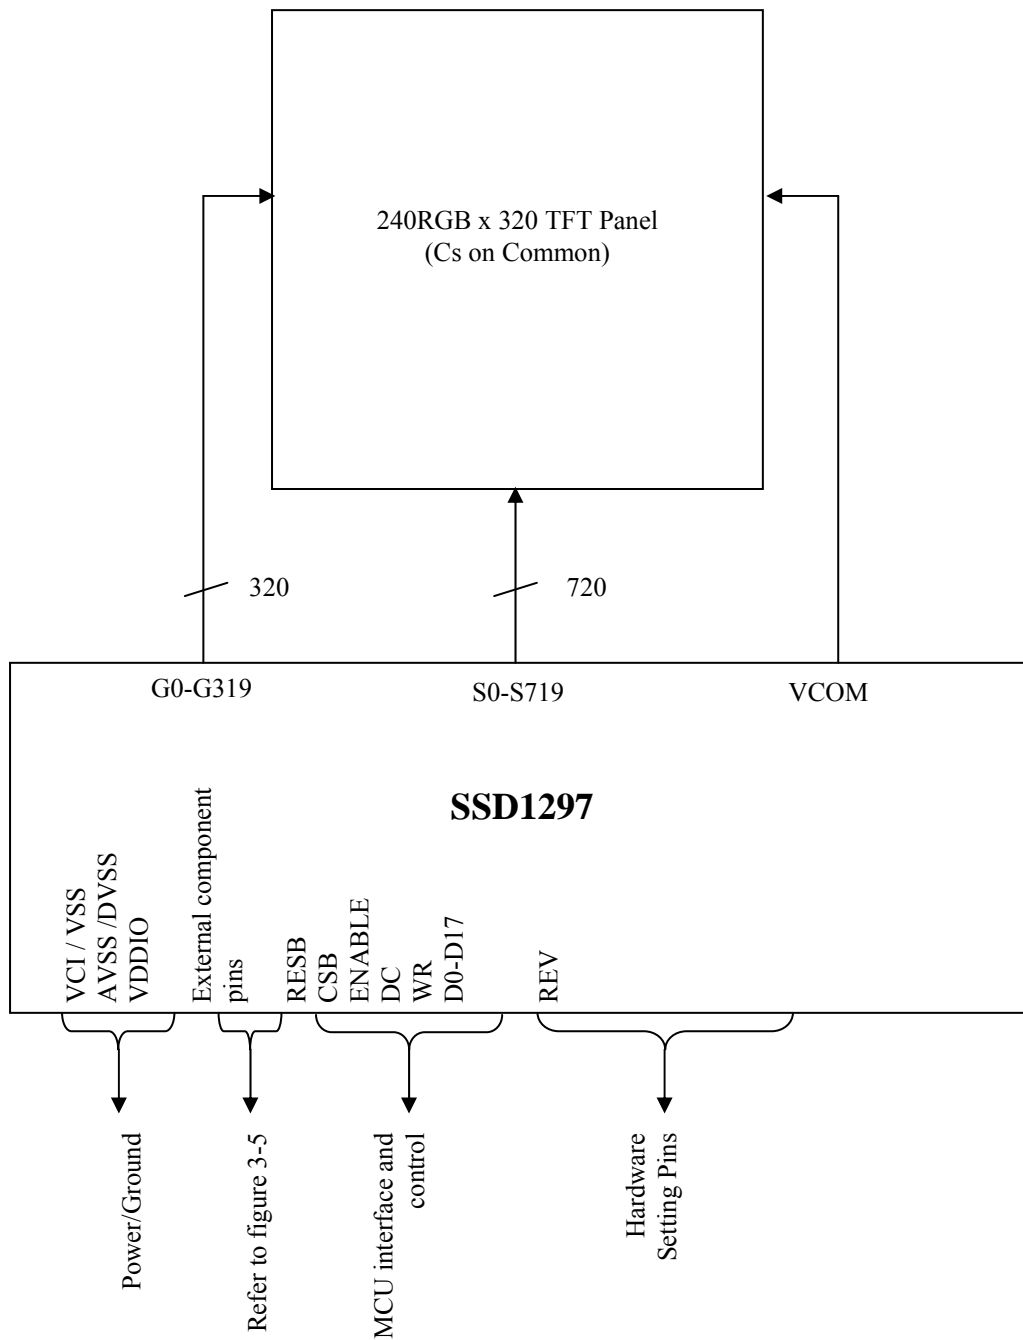 240RGB x 320 TFT Panel
(Cs on Common)
320
720
G0-G319
S0-S719
VCOM
SSD1297
VCI / VSS
AVSS /DVSS
VDDIO
External component
pins
RESB
CSB
ENABLE
DC
WR
D0-D17
REV
Power/Ground
Refer to figure 3-5
MCU interface and
control
Hardware
Setting Pins